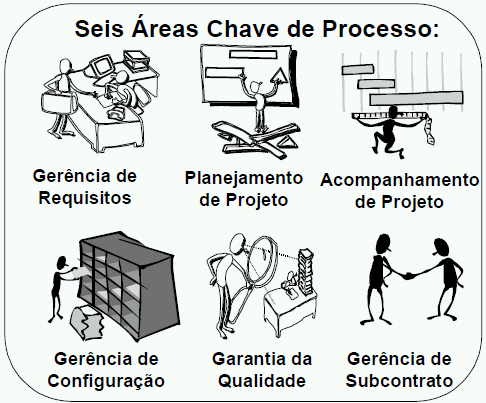 Seis Áreas Chave de Processo:
Gerência de
Requisitos
Planejamento
de Projeto
Acompanhamento
de Projeto
Gerência de
Configuração
Garantia da
Qualidade
Gerência de
Subcontrato